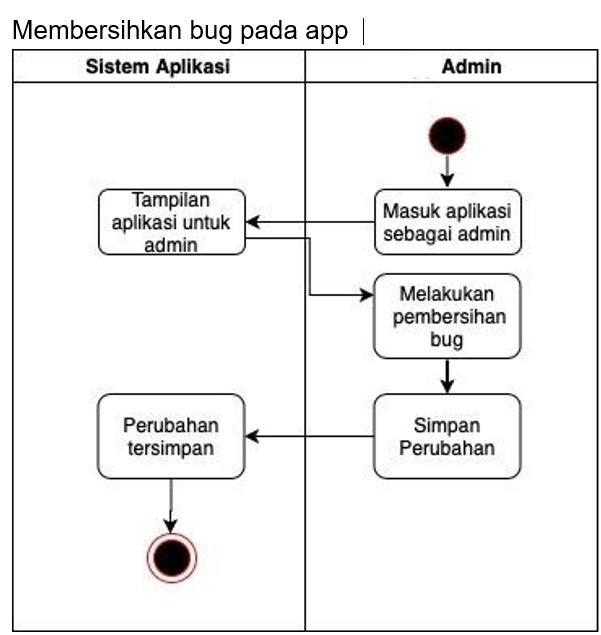 Membersihkan bug pada app
Sistem Aplikasi
Admin
Tampilan
aplikasi untuk
admin
Masuk aplikasi
sebagai admin
Melakukan
pembersihan
bug
Perubahan
tersimpan
Simpan
Perubahan